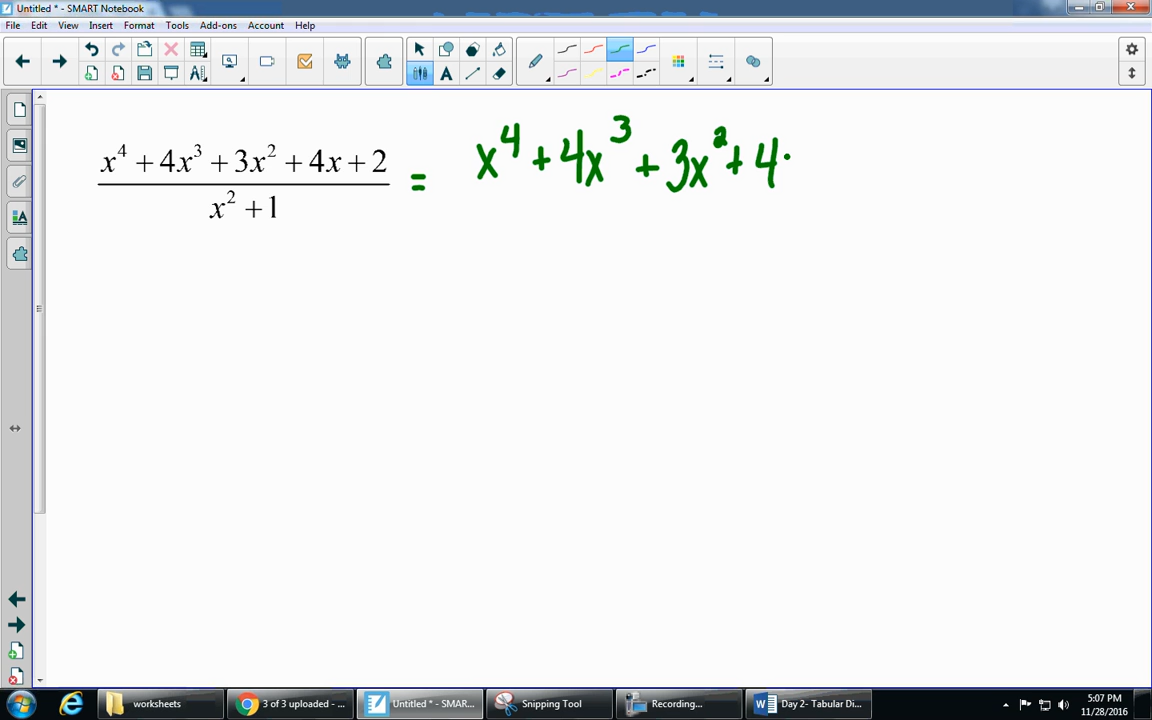 Untitled * - SMART Notebook
File Edit View Insert Format Tools Add-ons Account Help
x⁴ + 4x³ + 3x² + 4x + 2
x² + 1
=
x⁴ + 4x³ + 3x² + 4
worksheets
3 of 3 uploaded - ...
Untitled * - SMAR...
Snipping Tool
Recording...
Day 2- Tabular Di...
5:07 PM
11/28/2016